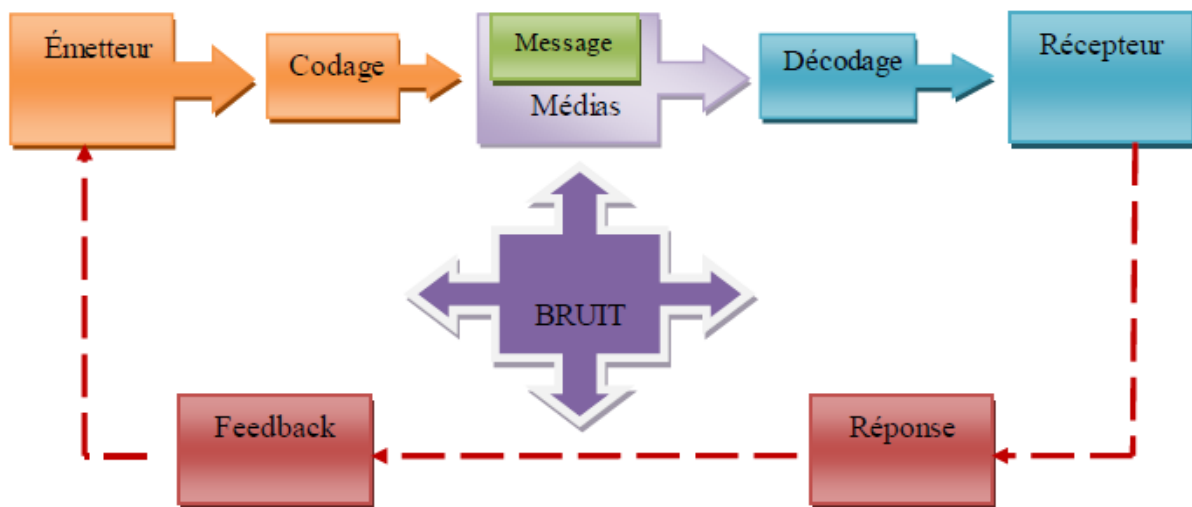 Émetteur
Codage
Message
Médias
Décodage
Récepteur
BRUIT
Feedback
Réponse